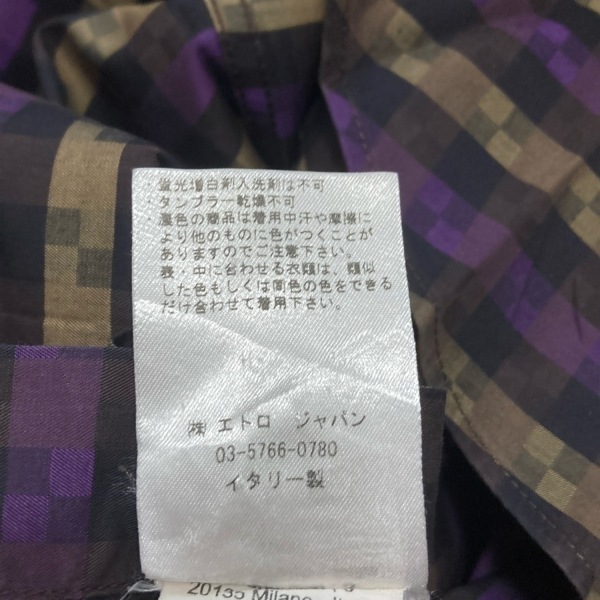 ・蛍光増白剤入洗剤は不可
・タンブラー乾燥不可
・濃色の商品は着用中汗や摩擦に
より他のものに色がつくことが
ありますのでご注意下さい。
表・中に合わせる衣類は、類似
した色もしくは同色の色をできる
だけ合わせて着用下さい。
㈱ エトロ ジャパン
03-5766-0780
イタリー製
20135 Milano